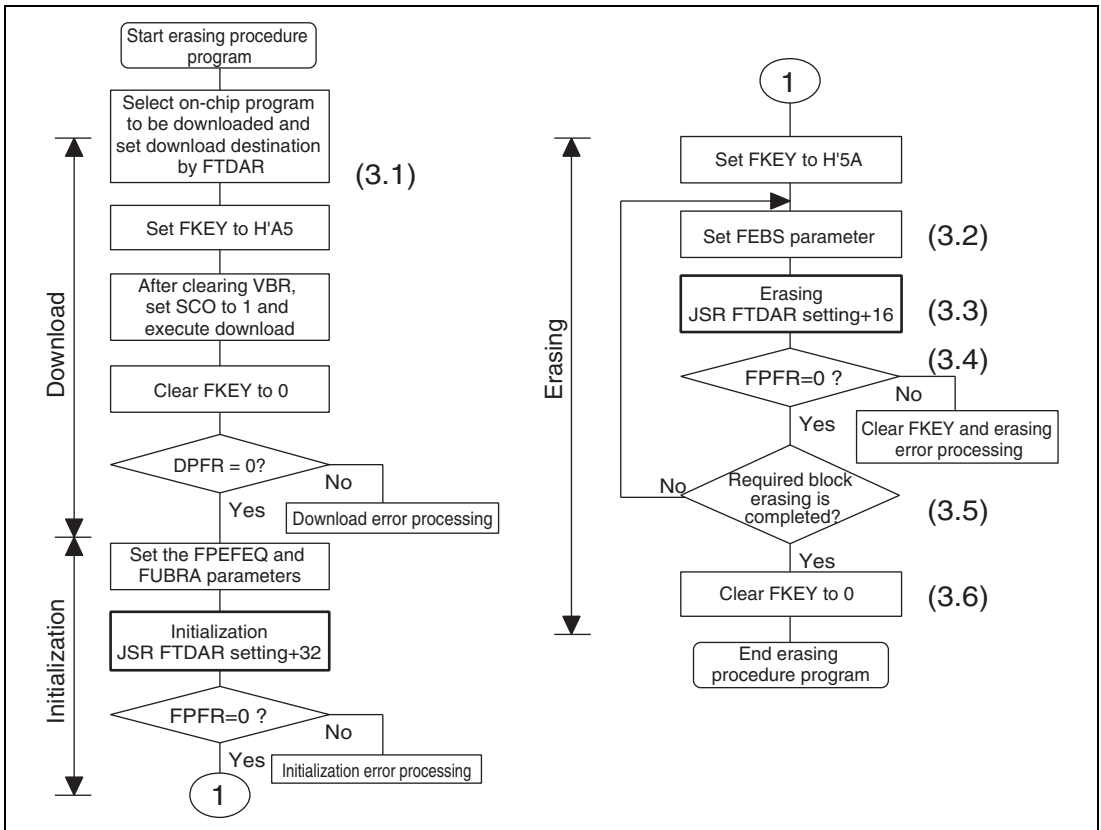 Start erasing procedure
program
Select on-chip program
to be downloaded and
set download destination
by FTDAR
(3.1)
Set FKEY to H'A5
After clearing VBR,
set SCO to 1 and
execute download
Clear FKEY to 0
DPFR = 0?
No
Yes
Download error processing
Download
Set the FPEFEQ and
FUBRA parameters
Initialization
JSR FTDAR setting+32
FPFR=0 ?
No
Yes
Initialization error processing
Initialization
1
1
Set FKEY to H'5A
Set FEBS parameter
(3.2)
Erasing
JSR FTDAR setting+16
(3.3)
(3.4)
FPFR=0 ?
No
Yes
Clear FKEY and erasing
error processing
Required block
erasing is
completed?
No
(3.5)
Yes
Clear FKEY to 0
(3.6)
Erasing
End erasing
procedure program